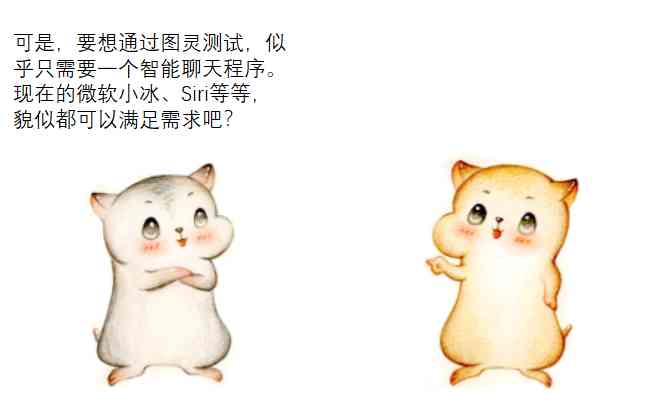 可是，要想通过图灵测试，似
乎只需要一个智能聊天程序。
现在的微软小冰、Siri等等，
貌似都可以满足需求吧？